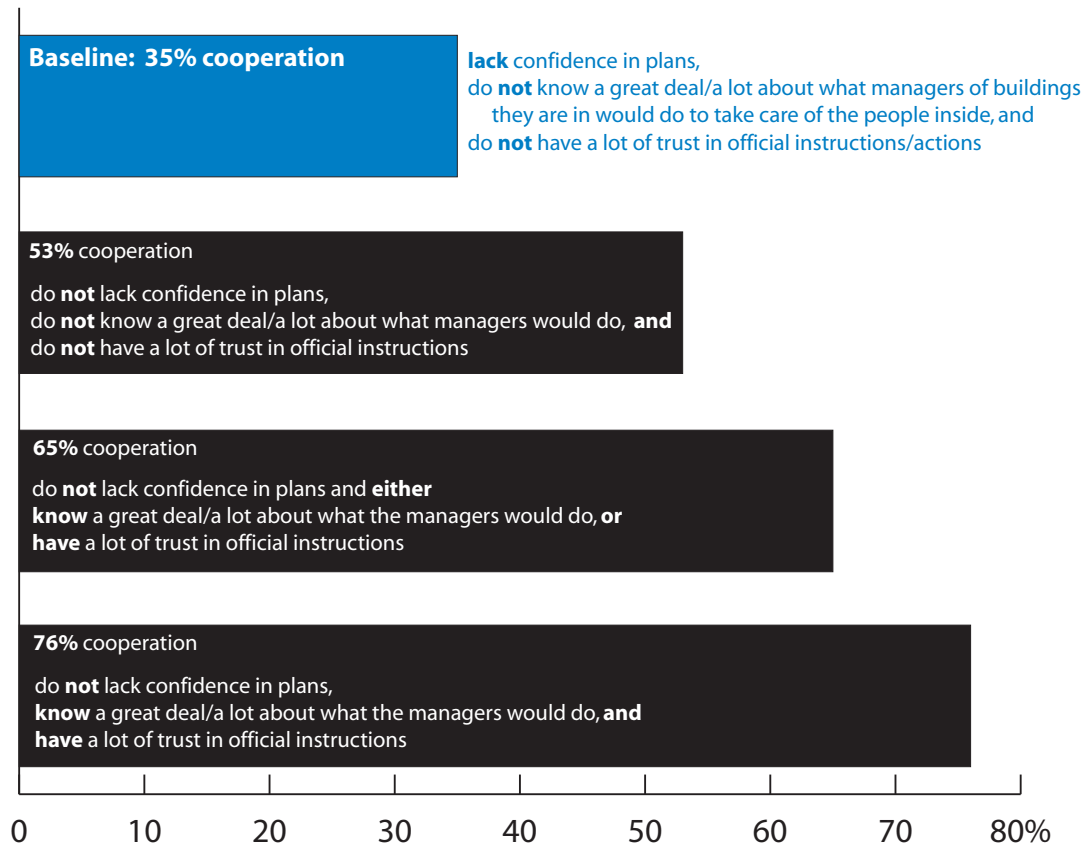 Baseline: 35% cooperation
lack confidence in plans,
do not know a great deal/a lot about what managers of buildings
they are in would do to take care of the people inside, and
do not have a lot of trust in official instructions/actions
53% cooperation
do not lack confidence in plans,
do not know a great deal/a lot about what managers would do, and
do not have a lot of trust in official instructions
65% cooperation
do not lack confidence in plans and either
know a great deal/a lot about what the managers would do, or
have a lot of trust in official instructions
76% cooperation
do not lack confidence in plans,
know a great deal/a lot about what the managers would do, and
have a lot of trust in official instructions
0 10 20 30 40 50 60 70 80%